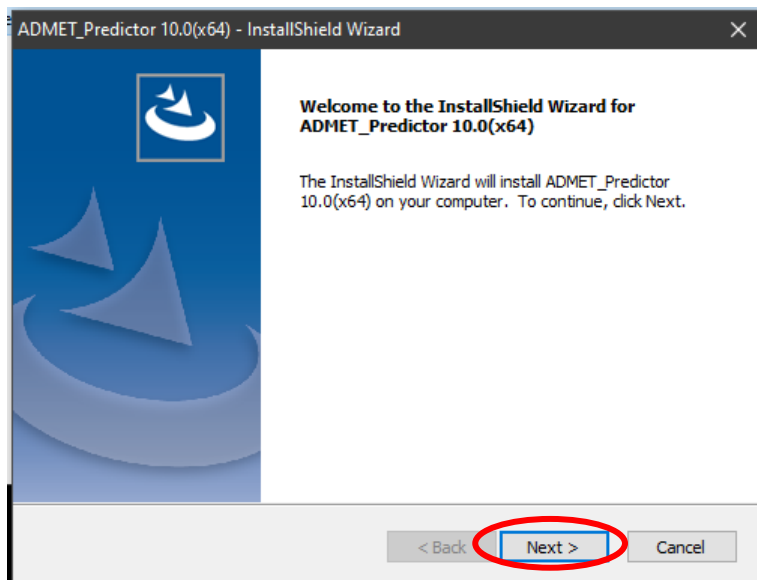 ADMET_Predictor 10.0(x64) - InstallShield Wizard
Welcome to the InstallShield Wizard for
ADMET_Predictor 10.0(x64)
The InstallShield Wizard will install ADMET_Predictor
10.0(x64) on your computer. To continue, click Next.
< Back Next > Cancel